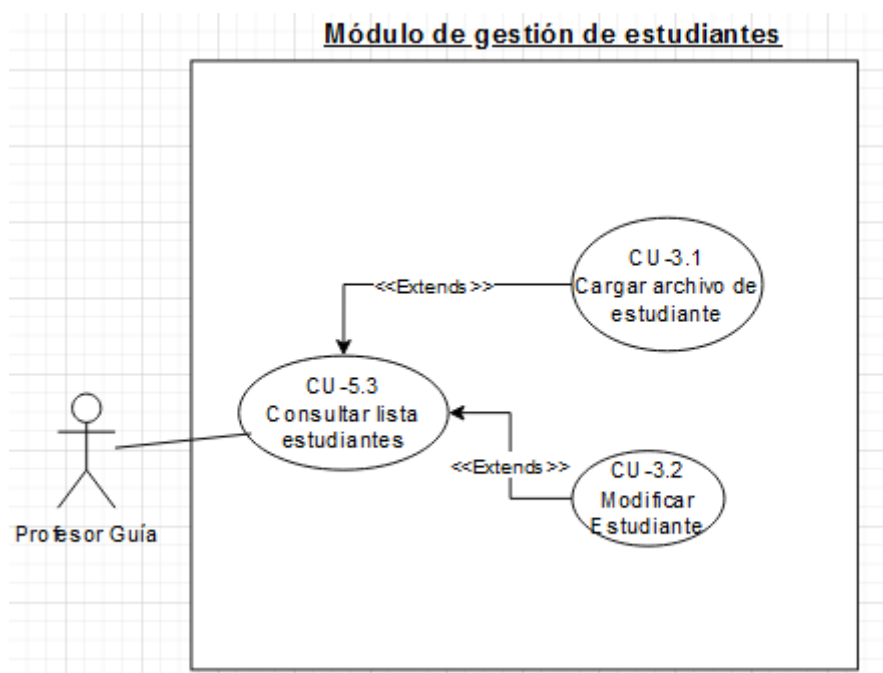 Módulo de gestión de estudiantes
CU-3.1
Cargar archivo de
estudiante
<<Extends>>
CU-5.3
Consultar lista
estudiantes
<<Extends>>
CU-3.2
Modificar
Estudiante
Profesor Guía